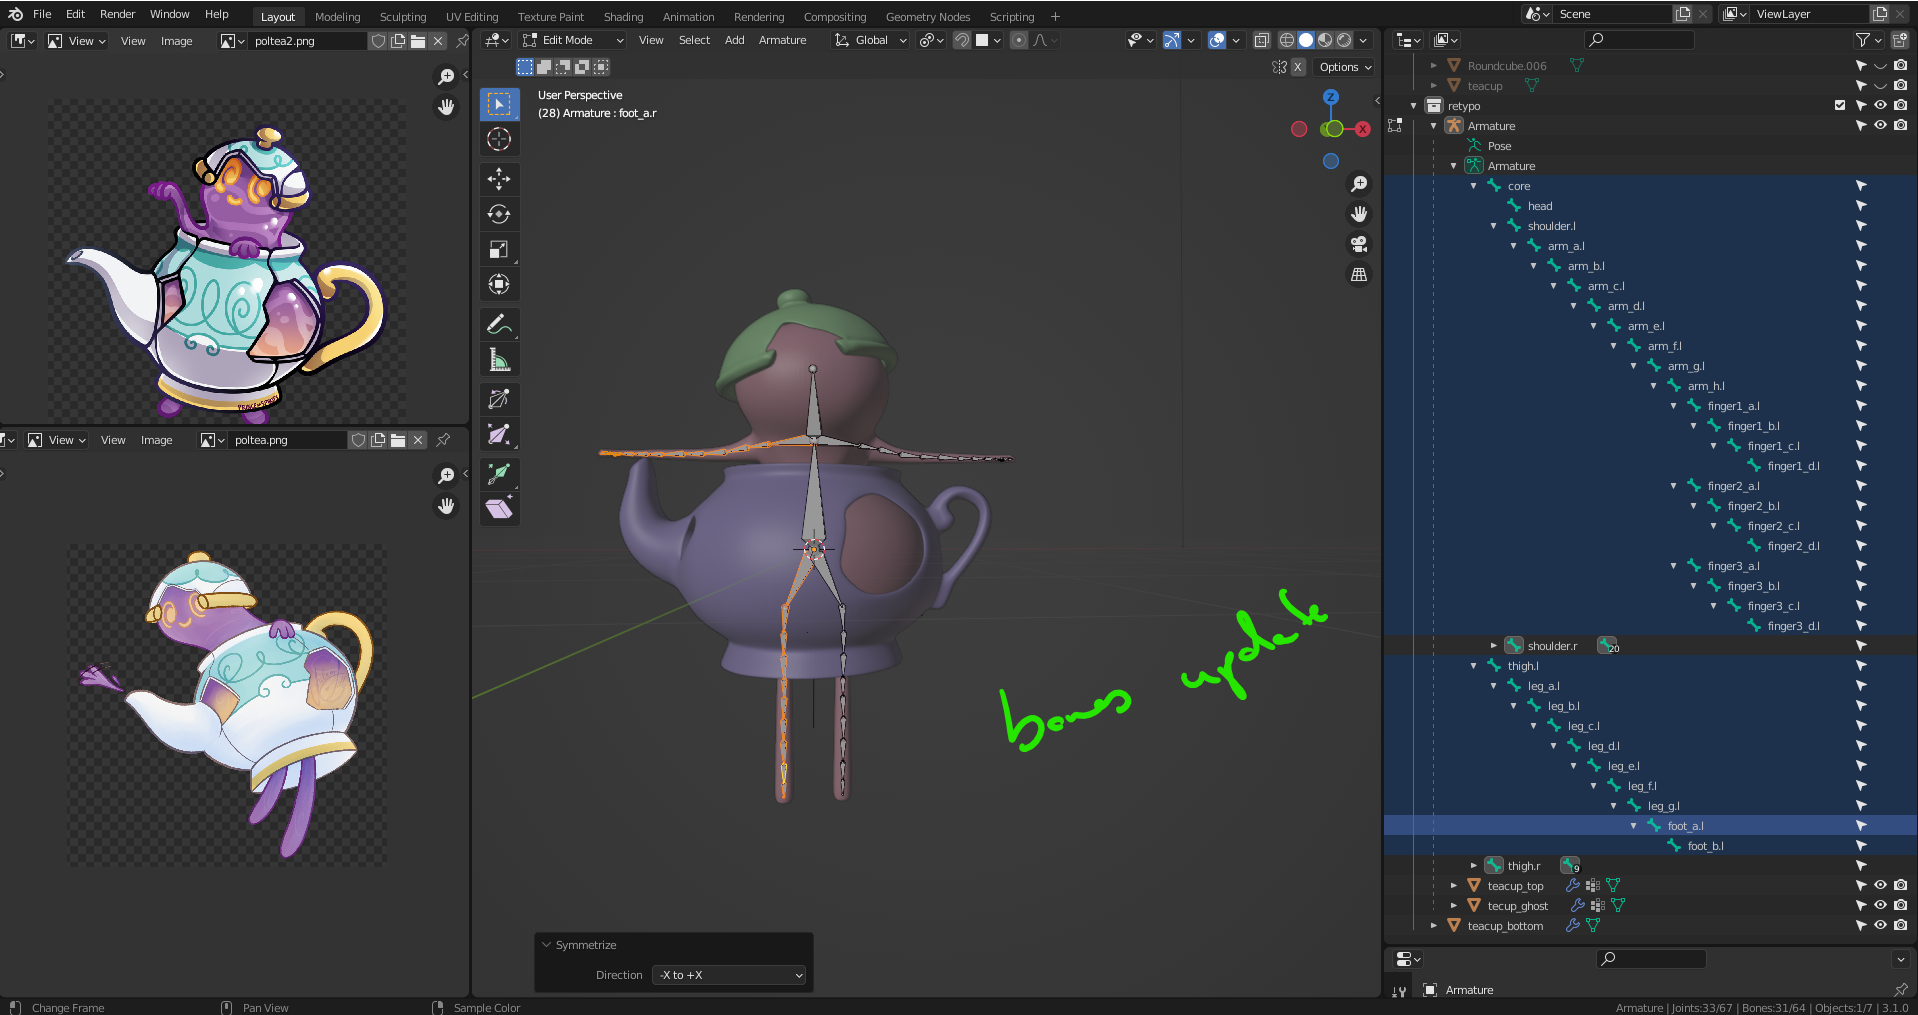 File Edit Render Window Help Layout Modeling Sculpting UV Editing Texture Paint Shading Animation Rendering Compositing Geometry Nodes Scripting + Scene ViewLayer
View View Image poltea2.png
Edit Mode View Select Add Armature Global
X Options
User Perspective
(28) Armature : foot_a.r
Z
X
View View Image poltea.png
bones update
Symmetrize
Direction -X to +X
Roundcube.006
teacup
retypo
Armature
Pose
Armature
core
head
shoulder.l
arm_a.l
arm_b.l
arm_c.l
arm_d.l
arm_e.l
arm_f.l
arm_g.l
arm_h.l
finger1_a.l
finger1_b.l
finger1_c.l
finger1_d.l
finger2_a.l
finger2_b.l
finger2_c.l
finger2_d.l
finger3_a.l
finger3_b.l
finger3_c.l
finger3_d.l
shoulder.r 20
thigh.l
leg_a.l
leg_b.l
leg_c.l
leg_d.l
leg_e.l
leg_f.l
leg_g.l
foot_a.l
foot_b.l
thigh.r 9
teacup_top
tecup_ghost
teacup_bottom
Armature
Change Frame Pan View Sample Color Armature | Joints:33/67 | Bones:31/64 | Objects:1/7 | 3.1.0